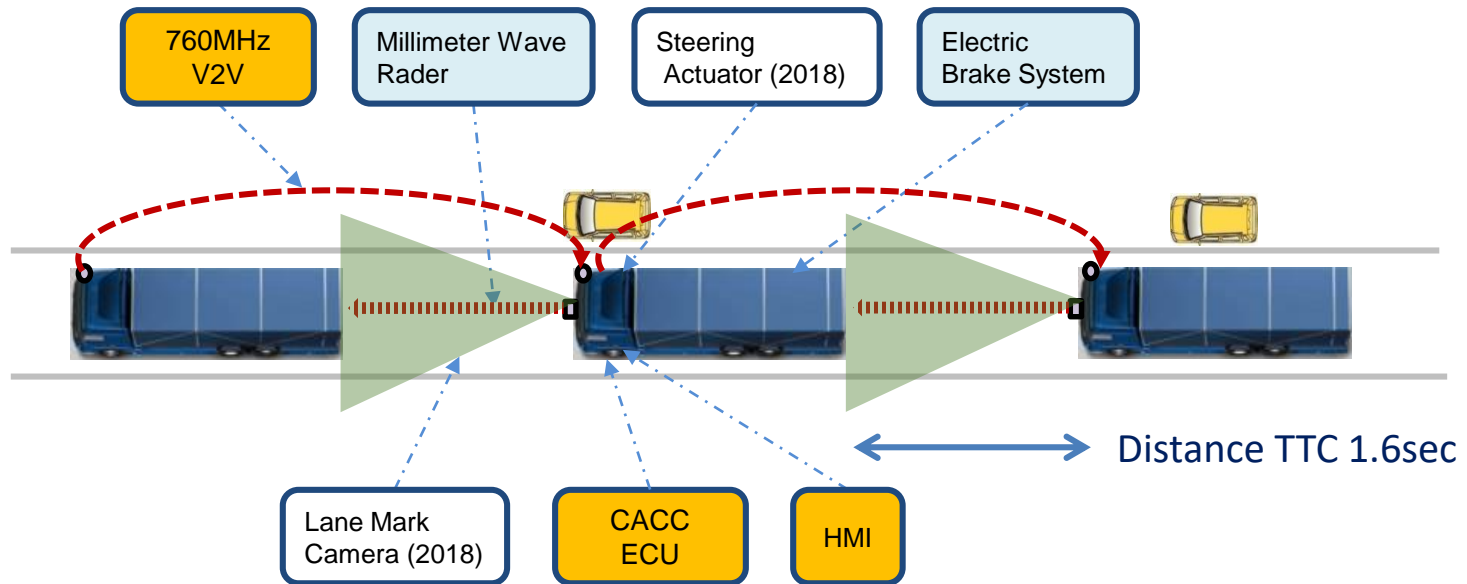 760MHz
V2V
Millimeter Wave
Rader
Steering
Actuator (2018)
Electric
Brake System
Distance TTC 1.6sec
Lane Mark
Camera (2018)
CACC
ECU
HMI